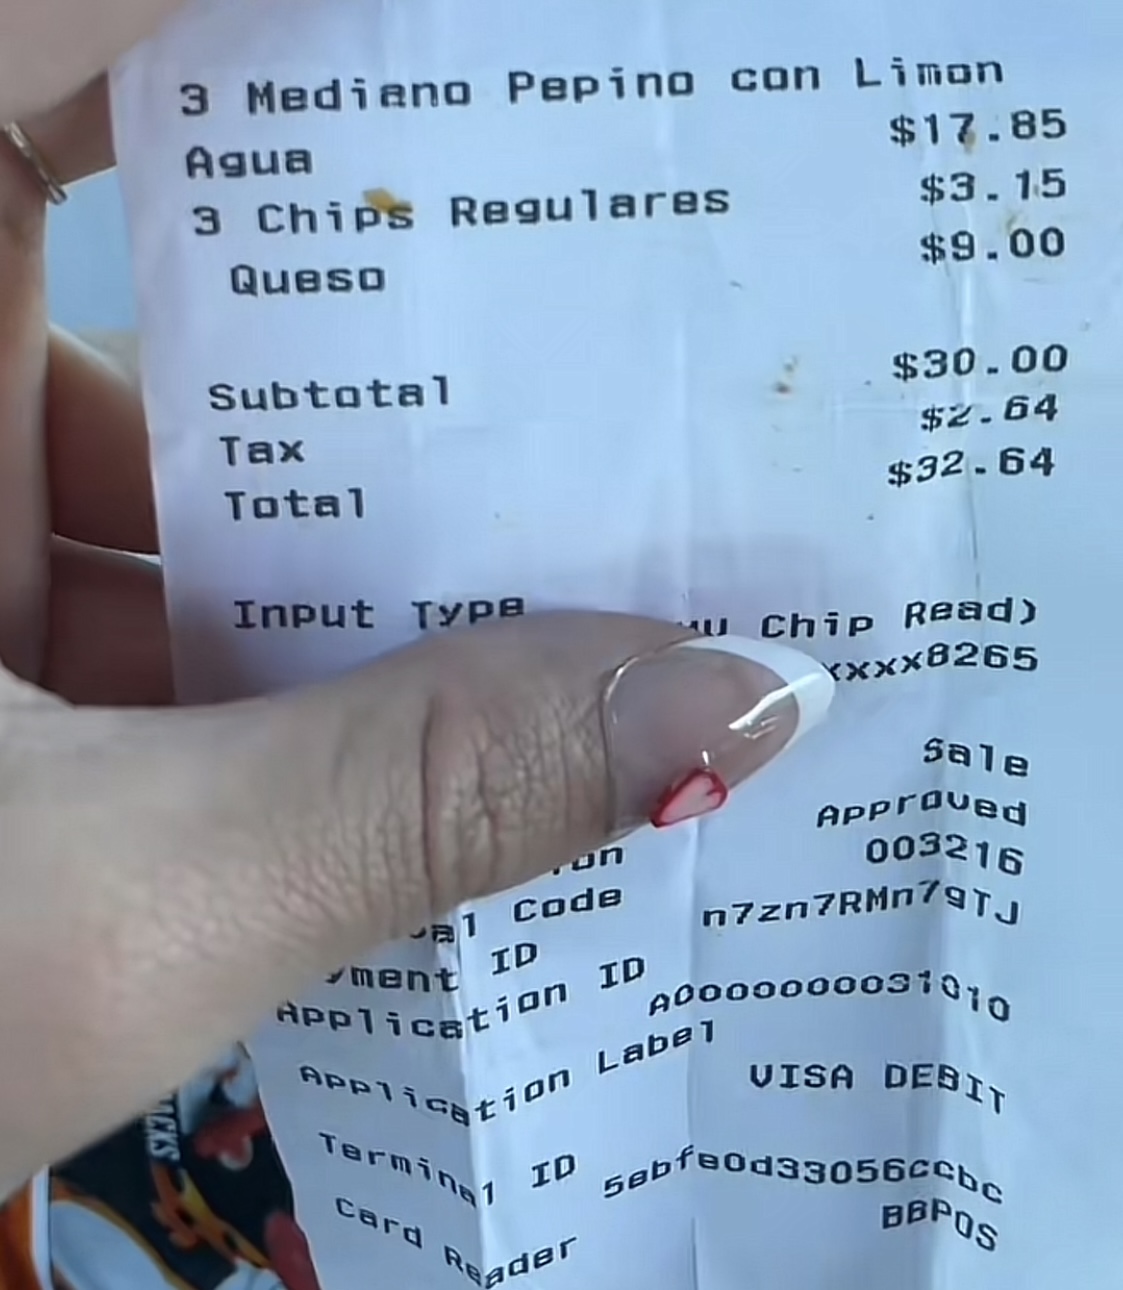 3 Mediano Pepino con Limon
$17.85
Agua
$3.15
3 Chips Regulares
$9.00
Queso
$30.00
Subtotal
$2.64
Tax
$32.64
Total
Input Type Chip Read)
xxxx8265
Sale
Approved
003216
Code n7zn7RMn79TJ
ID
Application ID A0000000031010
Application Label
VISA DEBIT
Terminal ID 5ebfe0d33056ccbc
Card Reader BBPOS